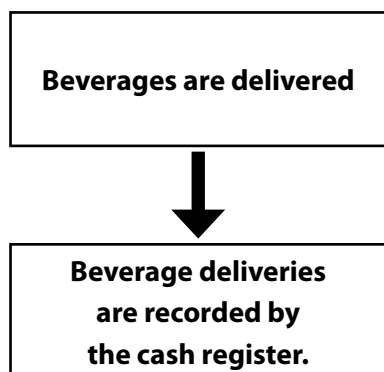 Beverages are delivered
Beverage deliveries
are recorded by
the cash register.